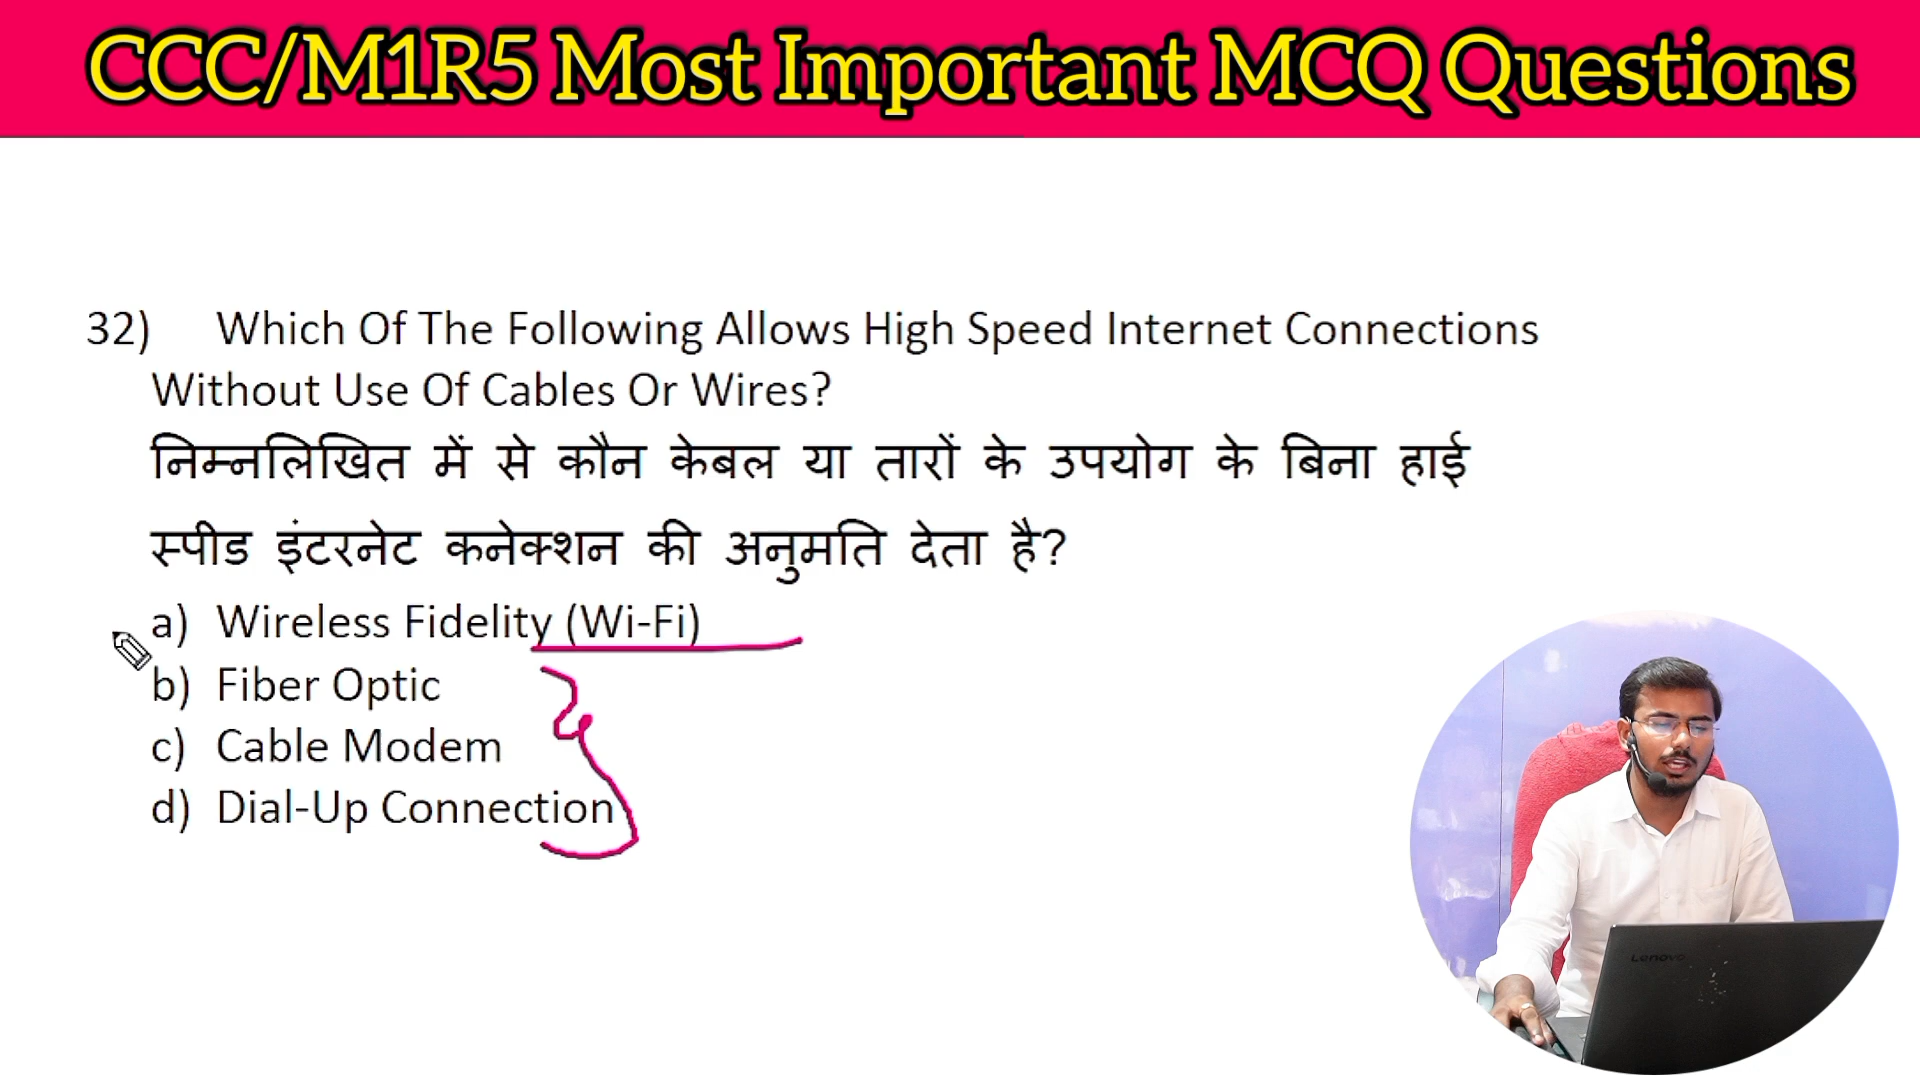 CCC/M1R5 Most Important MCQ Questions
32) Which Of The Following Allows High Speed Internet Connections
Without Use Of Cables Or Wires?
निम्नलिखित में से कौन केबल या तारों के उपयोग के बिना हाई
स्पीड इंटरनेट कनेक्शन की अनुमति देता है?
a) Wireless Fidelity (Wi-Fi)
b) Fiber Optic
c) Cable Modem
d) Dial-Up Connection
Lenovo